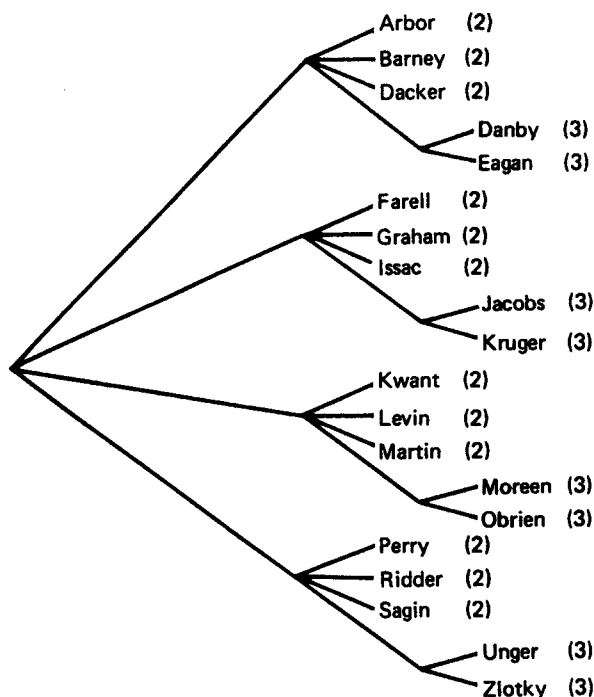 Arbor (2)
Barney (2)
Dacker (2)
Danby (3)
Eagan (3)
Farell (2)
Graham (2)
Issac (2)
Jacobs (3)
Kruger (3)
Kwant (2)
Levin (2)
Martin (2)
Moreen (3)
Obrien (3)
Perry (2)
Ridder (2)
Sagin (2)
Unger (3)
Zlotky (3)